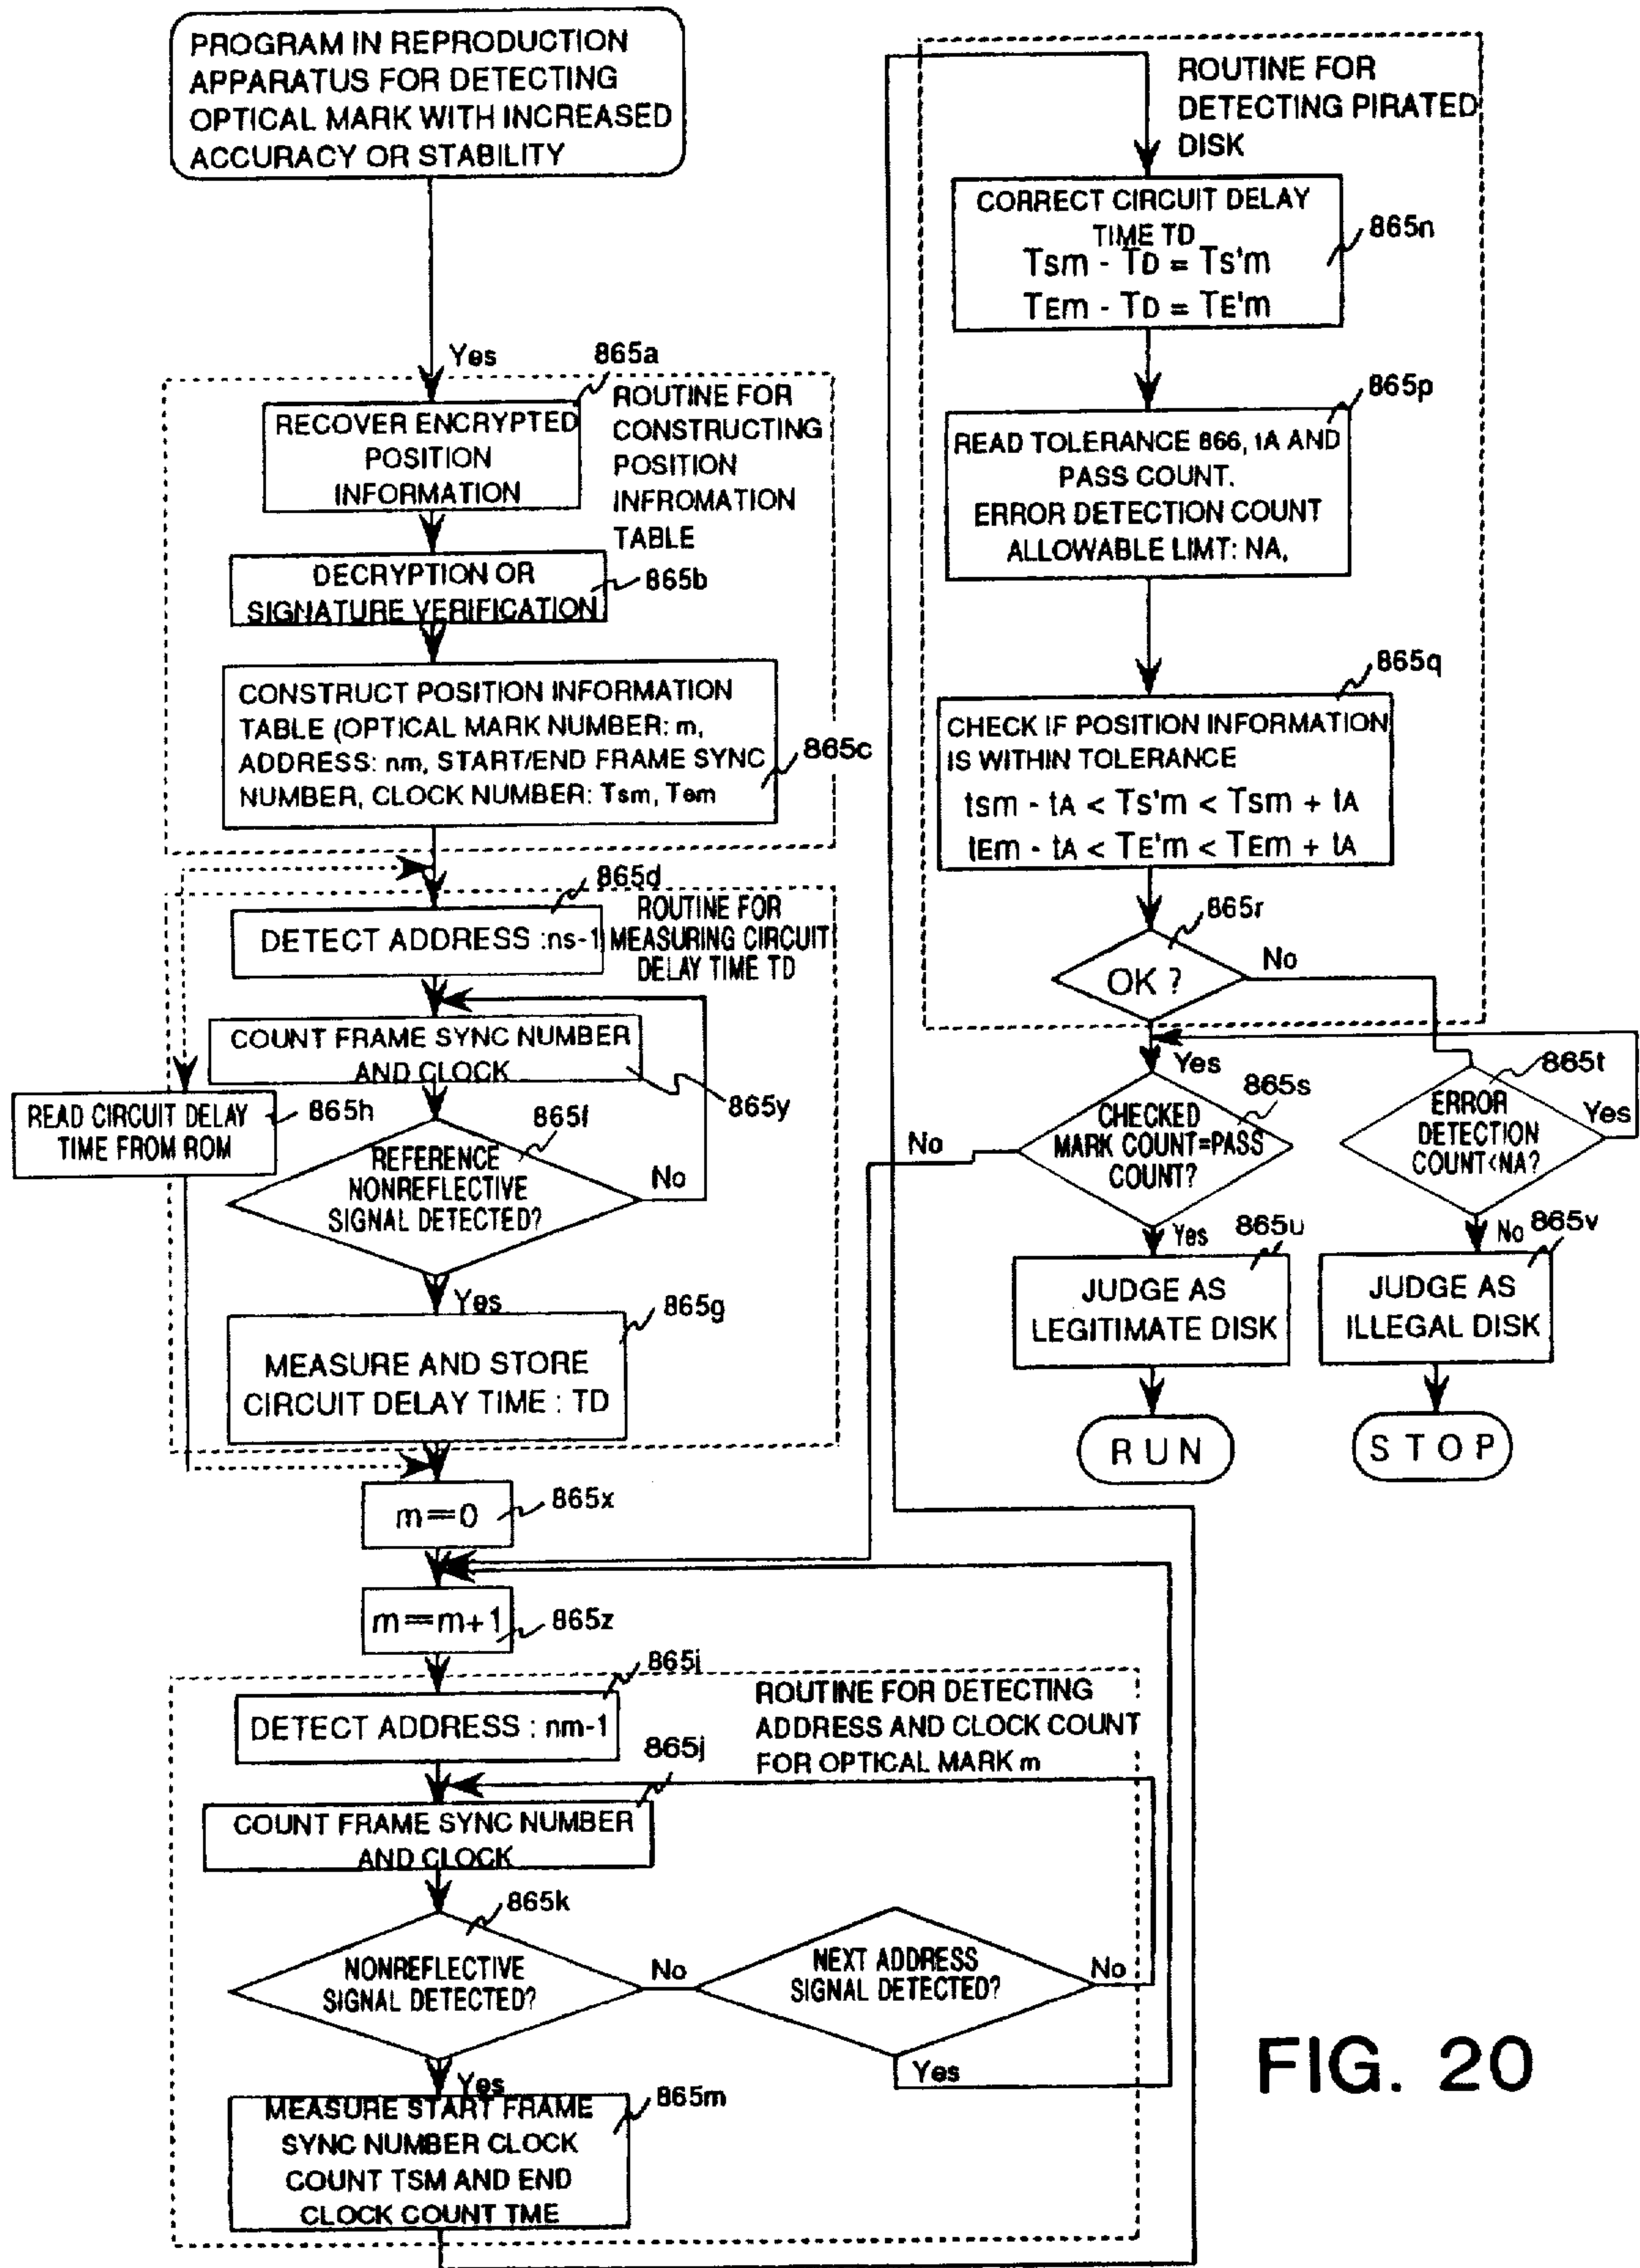 PROGRAM IN REPRODUCTION
APPARATUS FOR DETECTING
OPTICAL MARK WITH INCREASED
ACCURACY OR STABILITY
Yes
865a
RECOVER ENCRYPTED
POSITION
INFORMATION
ROUTINE FOR
CONSTRUCTING
POSITION
INFROMATION
TABLE
DECRYPTION OR
SIGNATURE VERIFICATION
865b
CONSTRUCT POSITION INFORMATION
TABLE (OPTICAL MARK NUMBER: m,
ADDRESS: nm, START/END FRAME SYNC
NUMBER, CLOCK NUMBER: Tsm, Tem
865c
865d
DETECT ADDRESS :ns-1
ROUTINE FOR
MEASURING CIRCUIT
DELAY TIME TD
COUNT FRAME SYNC NUMBER
AND CLOCK
865y
READ CIRCUIT DELAY
TIME FROM ROM
865h
865f
REFERENCE
NONREFLECTIVE
SIGNAL DETECTED?
No
Yes
865g
MEASURE AND STORE
CIRCUIT DELAY TIME : TD
m=0
865x
m=m+1
865z
865i
DETECT ADDRESS : nm-1
ROUTINE FOR DETECTING
ADDRESS AND CLOCK COUNT
FOR OPTICAL MARK m
865j
COUNT FRAME SYNC NUMBER
AND CLOCK
865k
NONREFLECTIVE
SIGNAL DETECTED?
No
NEXT ADDRESS
SIGNAL DETECTED?
No
Yes
Yes
865m
MEASURE START FRAME
SYNC NUMBER CLOCK
COUNT TSM AND END
CLOCK COUNT TME
ROUTINE FOR
DETECTING PIRATED
DISK
CORRECT CIRCUIT DELAY
TIME TD
Tsm - TD = Ts'm
TEm - TD = TE'm
865n
865p
READ TOLERANCE 866, tA AND
PASS COUNT.
ERROR DETECTION COUNT
ALLOWABLE LIMT: NA,
865q
CHECK IF POSITION INFORMATION
IS WITHIN TOLERANCE
tsm - tA < Ts'm < Tsm + tA
tEm - tA < TE'm < TEm + tA
865r
OK ?
No
Yes
865s
CHECKED
MARK COUNT=PASS
COUNT?
No
Yes
865t
ERROR
DETECTION
COUNT<NA?
Yes
No
865u
JUDGE AS
LEGITIMATE DISK
865v
JUDGE AS
ILLEGAL DISK
RUN
STOP
FIG. 20